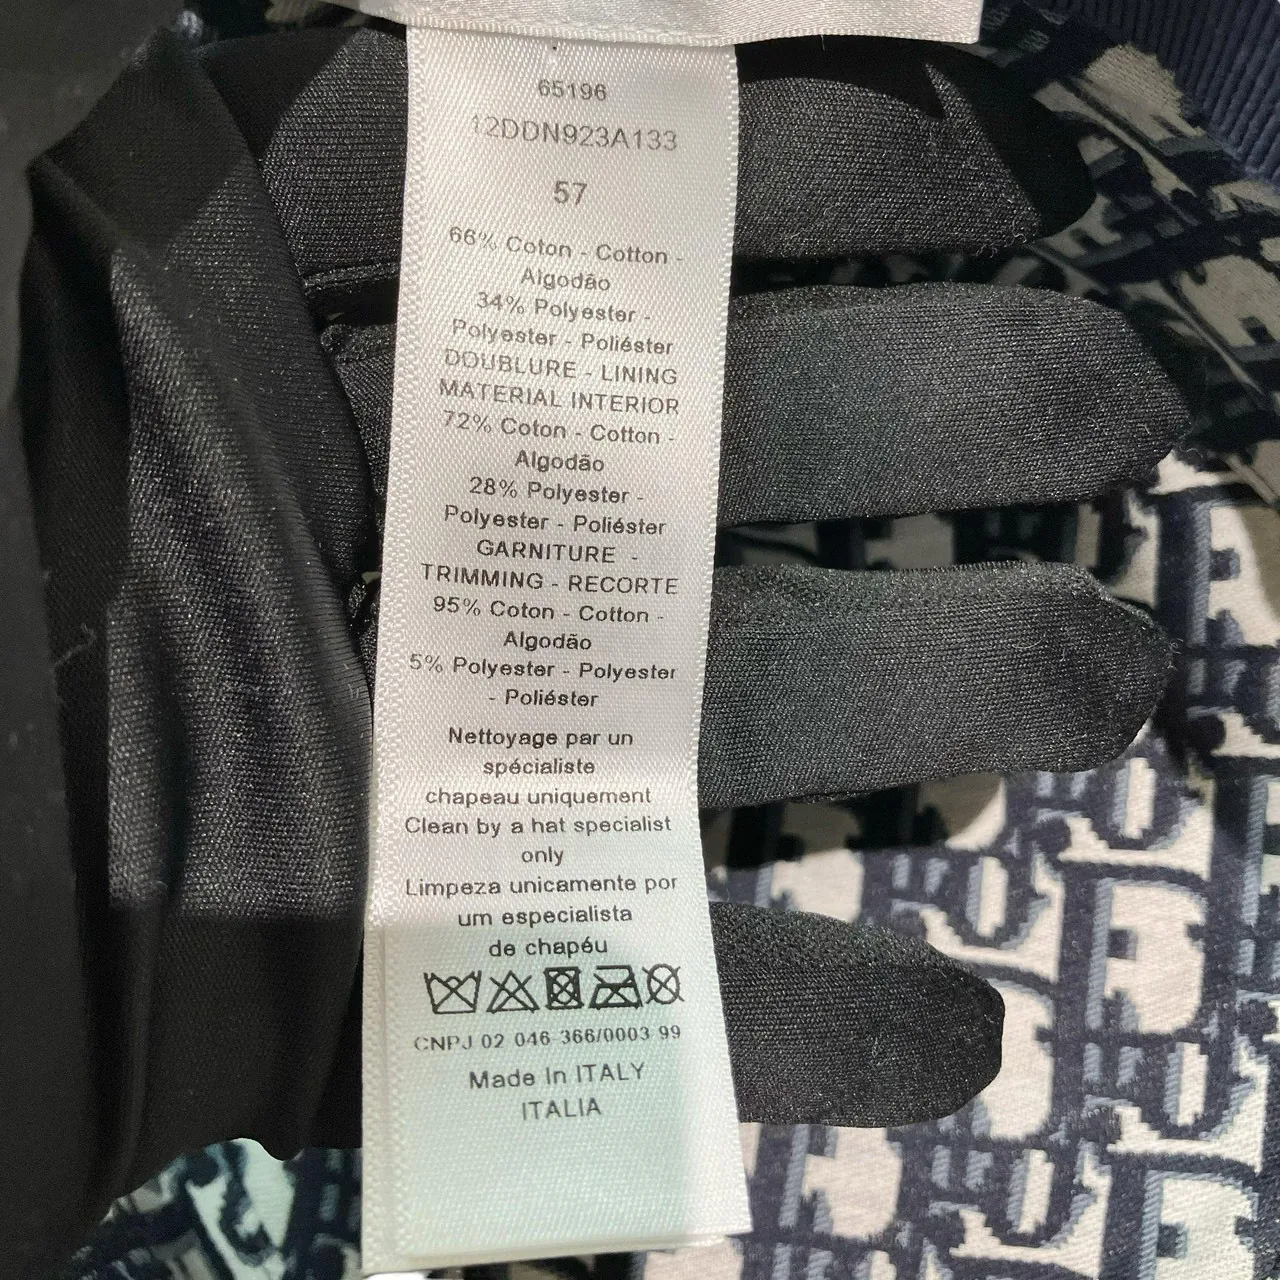 65196
12DDN923A133
57
66% Coton - Cotton -
Algodão
34% Polyester -
Polyester - Poliéster
DOUBLURE - LINING
MATERIAL INTERIOR
72% Coton - Cotton -
Algodão
28% Polyester -
Polyester - Poliéster
GARNITURE -
TRIMMING - RECORTE
95% Coton - Cotton -
Algodão
5% Polyester - Polyester
- Poliéster
Nettoyage par un
spécialiste
chapeau uniquement
Clean by a hat specialist
only
Limpeza unicamente por
um especialista
de chapéu
CNPJ 02 046 366/0003 99
Made In ITALY
ITALIA